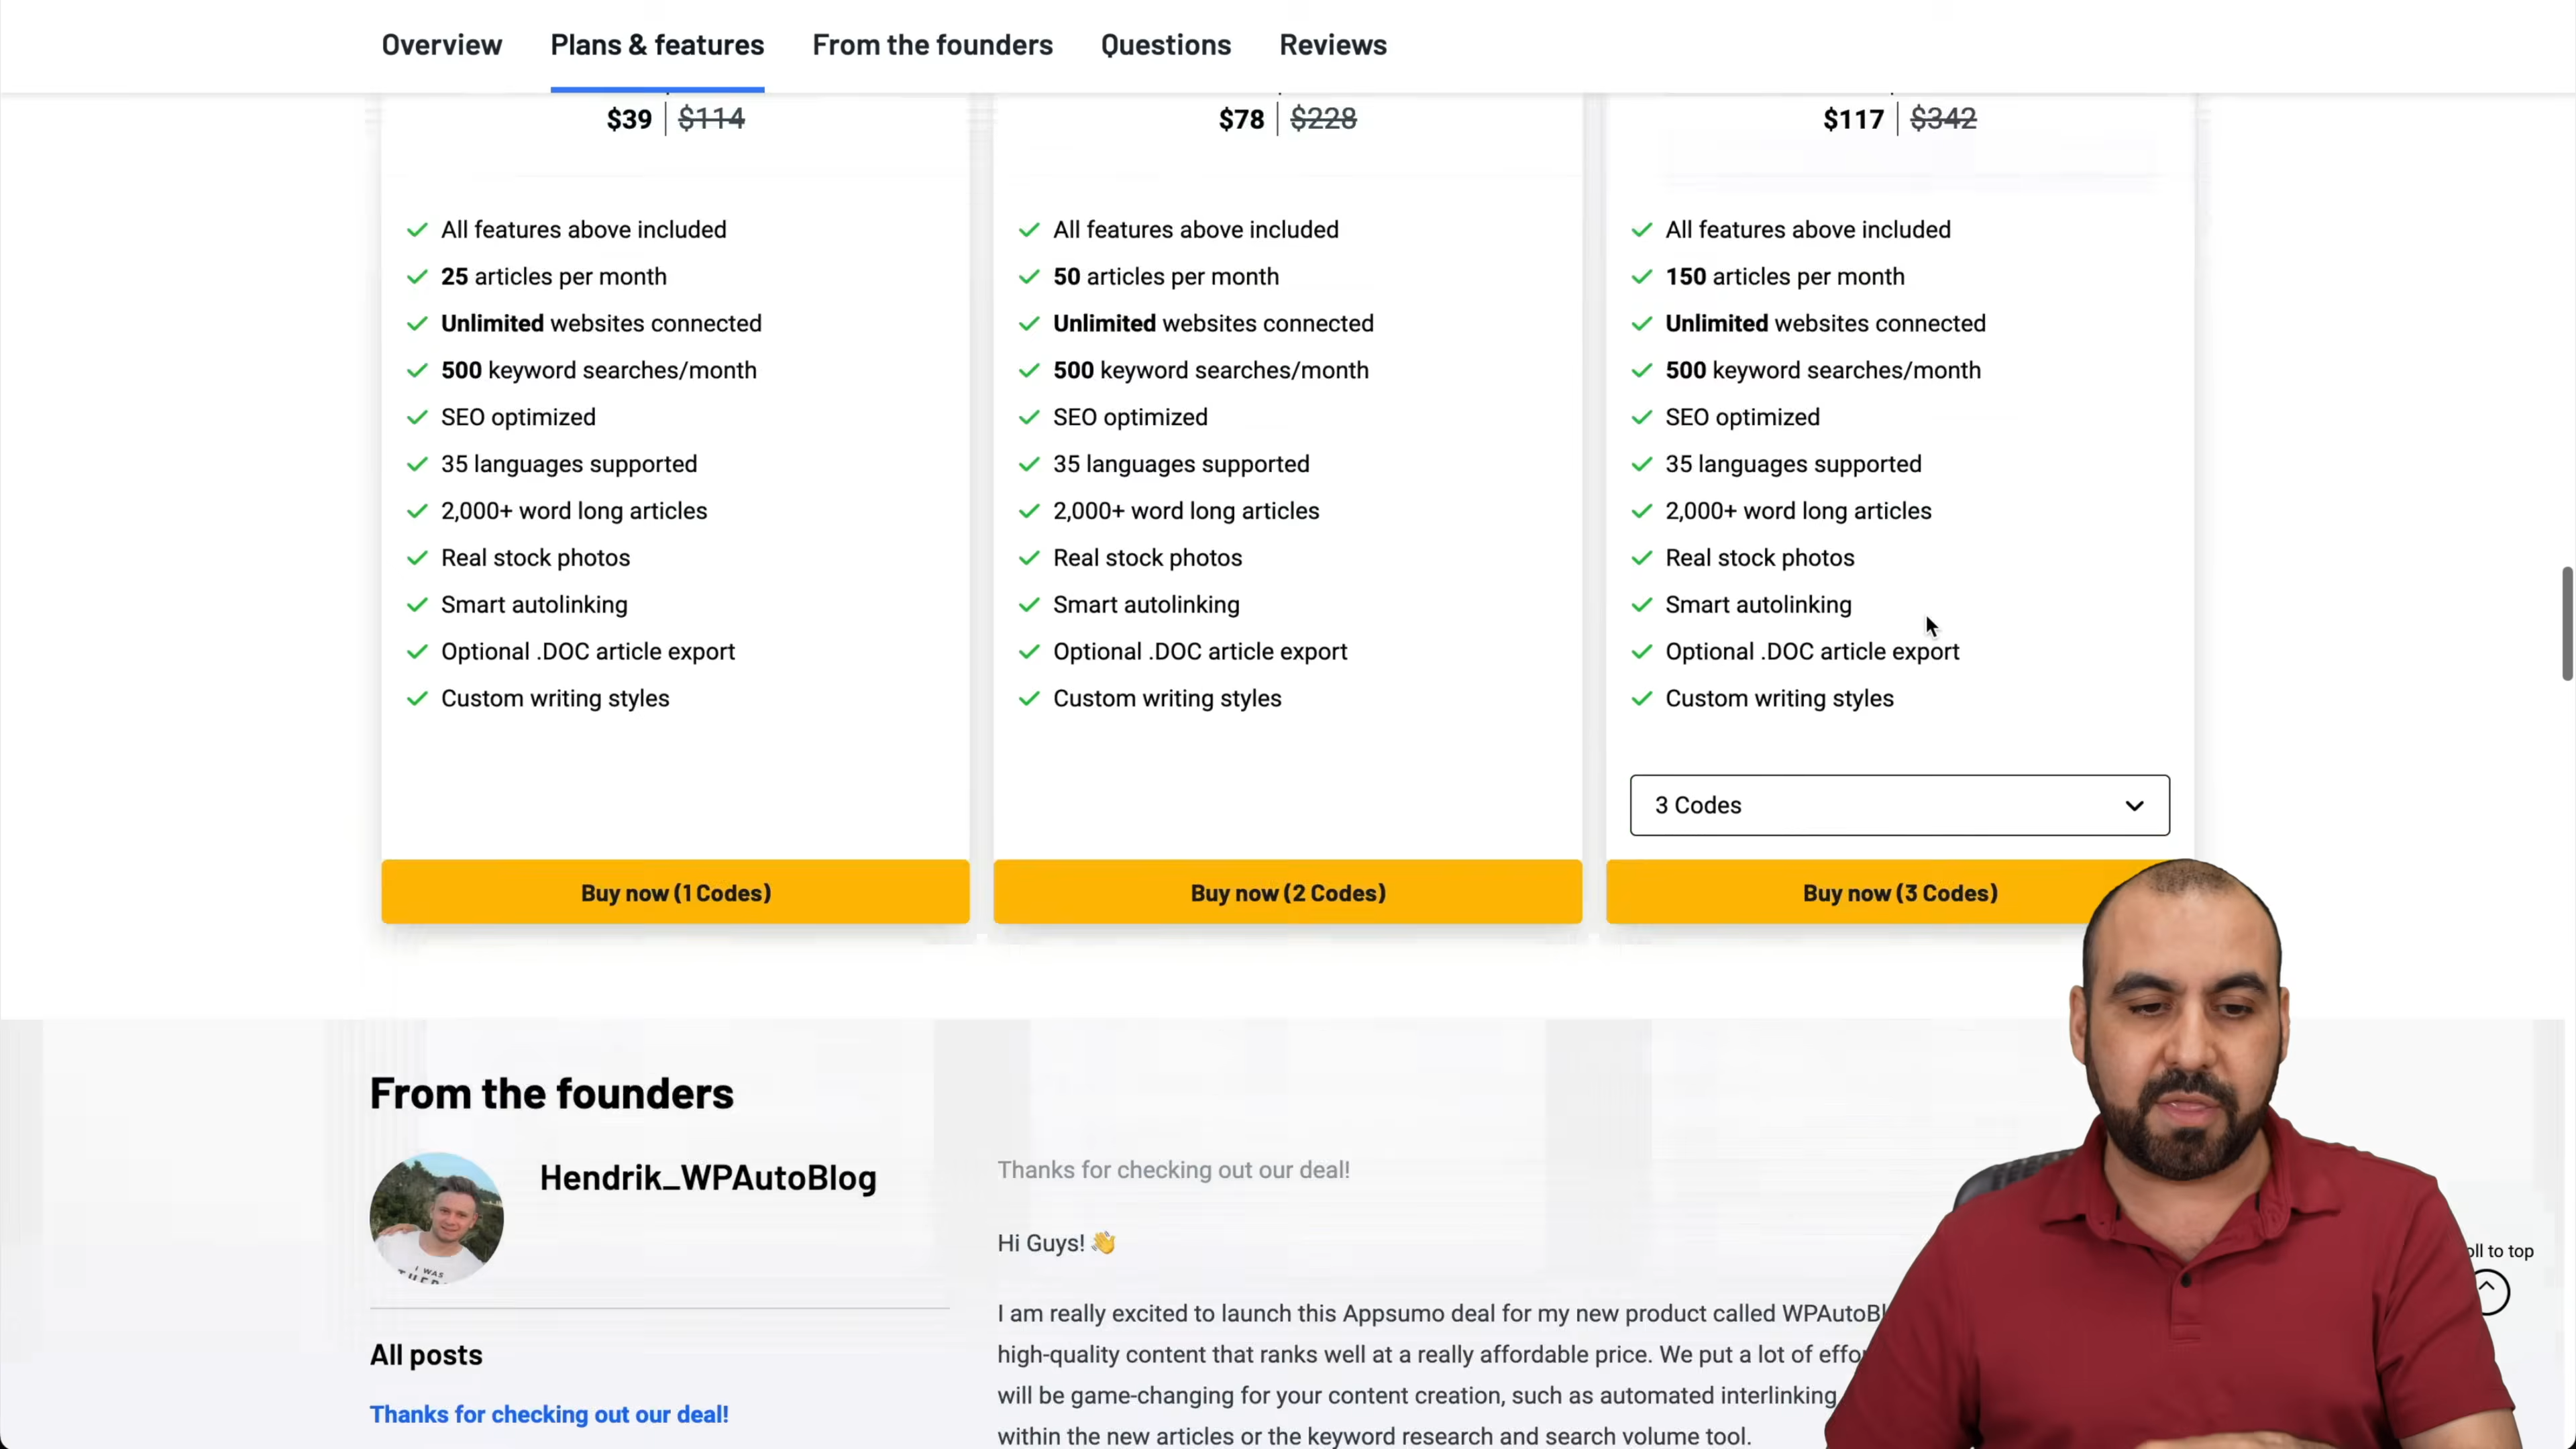 Overview Plans & features From the founders Questions Reviews
$39 $114
All features above included
25 articles per month
Unlimited websites connected
500 keyword searches/month
SEO optimized
35 languages supported
2,000+ word long articles
Real stock photos
Smart autolinking
Optional .DOC article export
Custom writing styles
Buy now (1 Codes)
$78 $228
All features above included
50 articles per month
Unlimited websites connected
500 keyword searches/month
SEO optimized
35 languages supported
2,000+ word long articles
Real stock photos
Smart autolinking
Optional .DOC article export
Custom writing styles
Buy now (2 Codes)
$117 $342
All features above included
150 articles per month
Unlimited websites connected
500 keyword searches/month
SEO optimized
35 languages supported
2,000+ word long articles
Real stock photos
Smart autolinking
Optional .DOC article export
Custom writing styles
3 Codes
Buy now (3 Codes)
From the founders
Hendrik_WPAutoBlog
I WAS
All posts
Thanks for checking out our deal!
Thanks for checking out our deal!
Hi Guys! 👋
I am really excited to launch this Appsumo deal for my new product called WPAutoBl
high-quality content that ranks well at a really affordable price. We put a lot of effo
will be game-changing for your content creation, such as automated interlinking
within the new articles or the keyword research and search volume tool.
oll to top